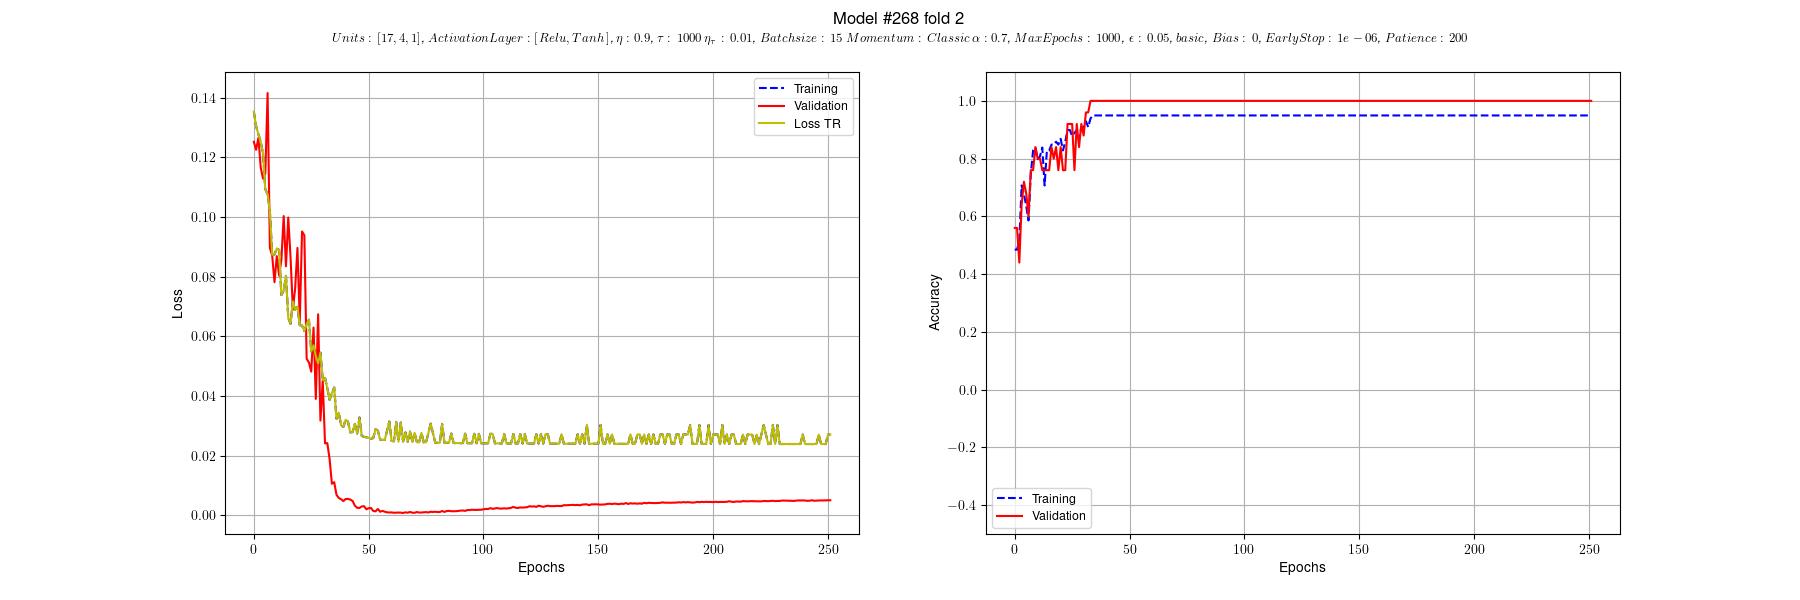 Model #268 fold 2
Units : [17, 4, 1], ActivationLayer : [Relu, Tanh], η : 0.9, τ : 1000 η_τ : 0.01, Batchsize : 15 Momentum : Classic α : 0.7, MaxEpochs : 1000, ϵ : 0.05, basic, Bias : 0, EarlyStop : 1e − 06, Patience : 200
Training
Validation
Loss TR
0.14
0.12
0.10
0.08
0.06
0.04
0.02
0.00
Loss
0 50 100 150 200 250
Epochs
1.0
0.8
0.6
0.4
0.2
0.0
−0.2
−0.4
Accuracy
Training
Validation
0 50 100 150 200 250
Epochs